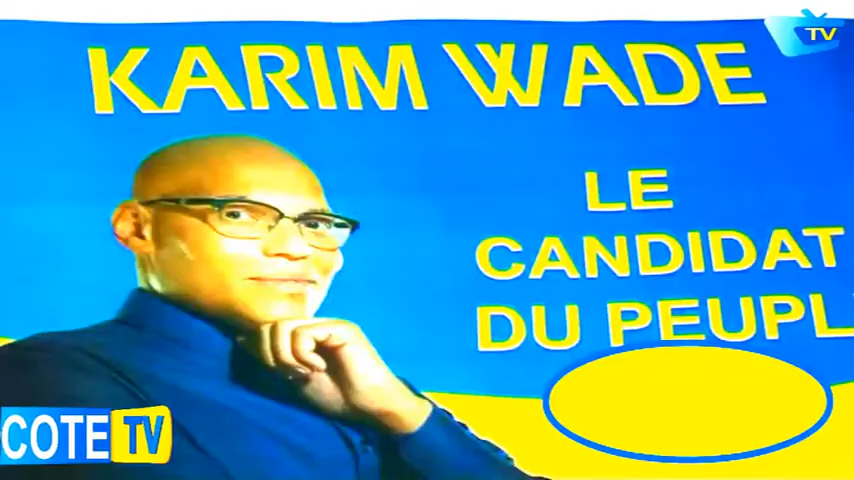 KARIM WADE
TV
LE
CANDIDAT
DU PEUPL
COTE TV